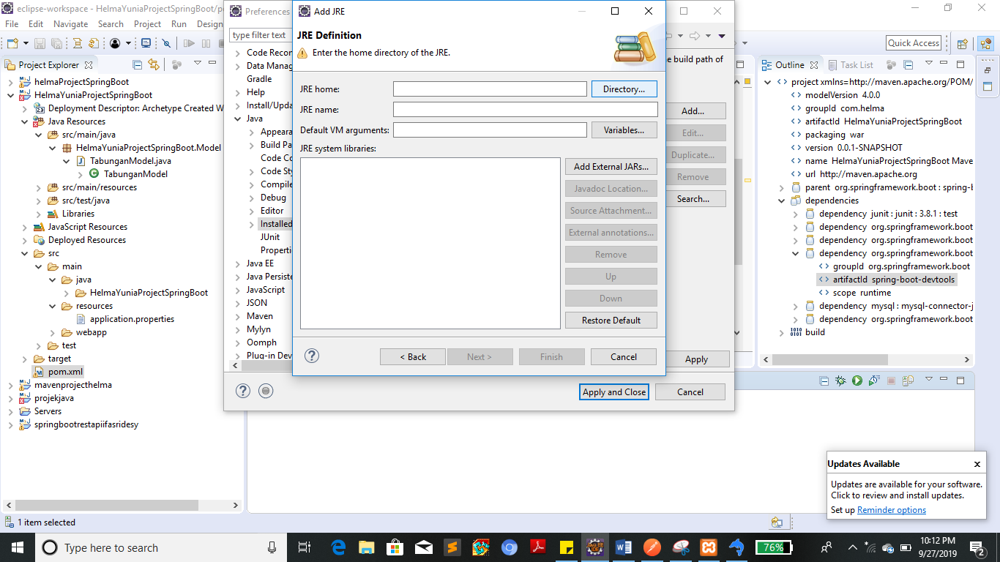 eclipse-workspace - HelmaYuniaProjectSpringBoot/po
File Edit Navigate Search Project Run Design
Quick Access
Project Explorer
helmaProjectSpringBoot
HelmaYuniaProjectSpringBoot
Deployment Descriptor: Archetype Created W
Java Resources
src/main/java
HelmaYuniaProjectSpringBoot.Model
TabunganModel.java
TabunganModel
src/main/resources
src/test/java
Libraries
JavaScript Resources
Deployed Resources
src
main
java
HelmaYuniaProjectSpringBoot
resources
application.properties
webapp
test
target
pom.xml
mavenprojecthelma
projekjava
Servers
springbootrestapiifasridesy
1 item selected
Preferences
type filter text
Code Recon
Data Manag
Gradle
Help
Install/Upda
Java
Appeara
Build Pa
Code Co
Code Sty
Compile
Debug
Editor
Installed
JUnit
Properti
Java EE
Java Persiste
JavaScript
JSON
Maven
Mylyn
Oomph
Plug-in Dev
e build path of
Add...
Edit...
Duplicate...
Remove
Search...
Apply
Apply and Close
Cancel
Add JRE
JRE Definition
Enter the home directory of the JRE.
JRE home:
Directory...
JRE name:
Default VM arguments:
Variables...
JRE system libraries:
Add External JARs...
Javadoc Location...
Source Attachment...
External annotations...
Remove
Up
Down
Restore Default
< Back
Next >
Finish
Cancel
Outline
Task List
project xmlns=http://maven.apache.org/POM/
modelVersion 4.0.0
groupId com.helma
artifactId HelmaYuniaProjectSpringBoot
packaging war
version 0.0.1-SNAPSHOT
name HelmaYuniaProjectSpringBoot Mave
url http://maven.apache.org
parent org.springframework.boot : spring-b
dependencies
dependency junit : junit : 3.8.1 : test
dependency org.springframework.boot
dependency org.springframework.boot
dependency org.springframework.boot
groupId org.springframework.boot
artifactId spring-boot-devtools
scope runtime
dependency mysql : mysql-connector-j
dependency org.springframework.boot
build
Updates Available
Updates are available for your software.
Click to review and install updates.
Set up Reminder options
Type here to search
76%
10:12 PM
9/27/2019
2